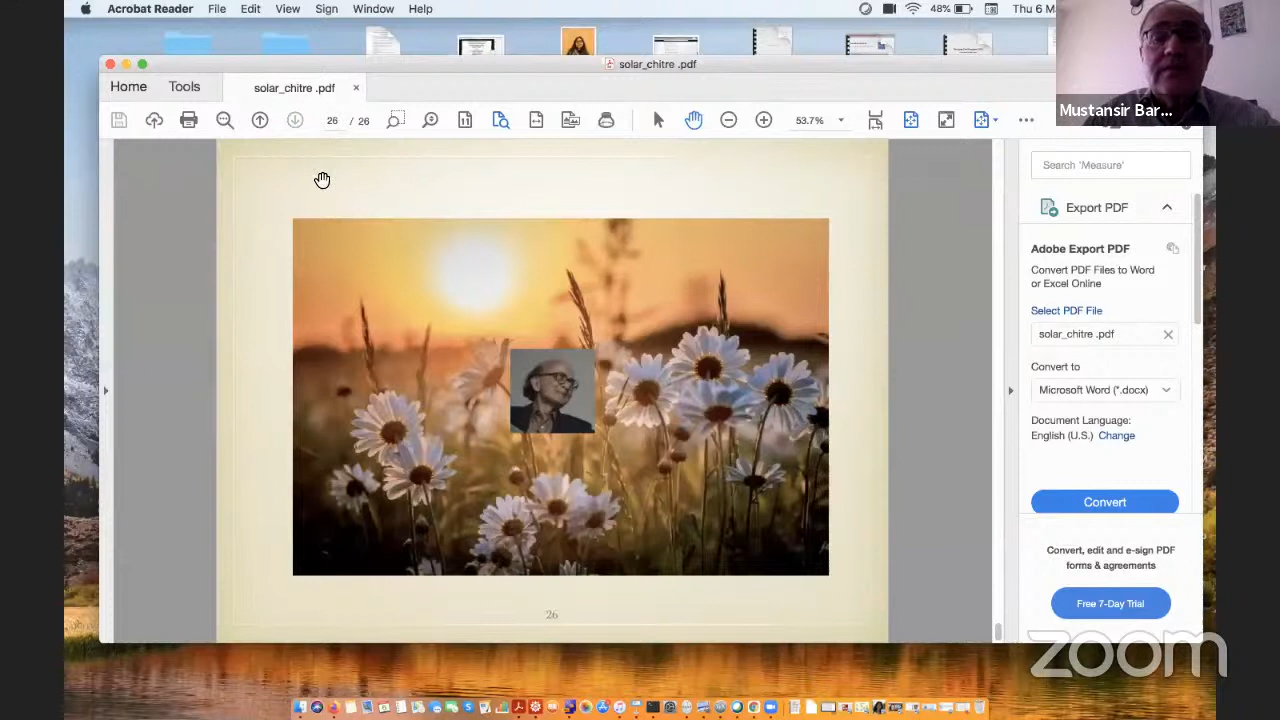 Acrobat Reader File Edit View Sign Window Help 48% Thu 6 M
solar_chitre .pdf
Home Tools solar_chitre .pdf ×
26 / 26 53.7%
Mustansir Bar...
Search 'Measure'
Export PDF
Adobe Export PDF
Convert PDF Files to Word
or Excel Online
Select PDF File
solar_chitre .pdf
Convert to
Microsoft Word (*.docx)
Document Language:
English (U.S.) Change
Convert
Convert, edit and e-sign PDF
forms & agreements
Free 7-Day Trial
26
zoom